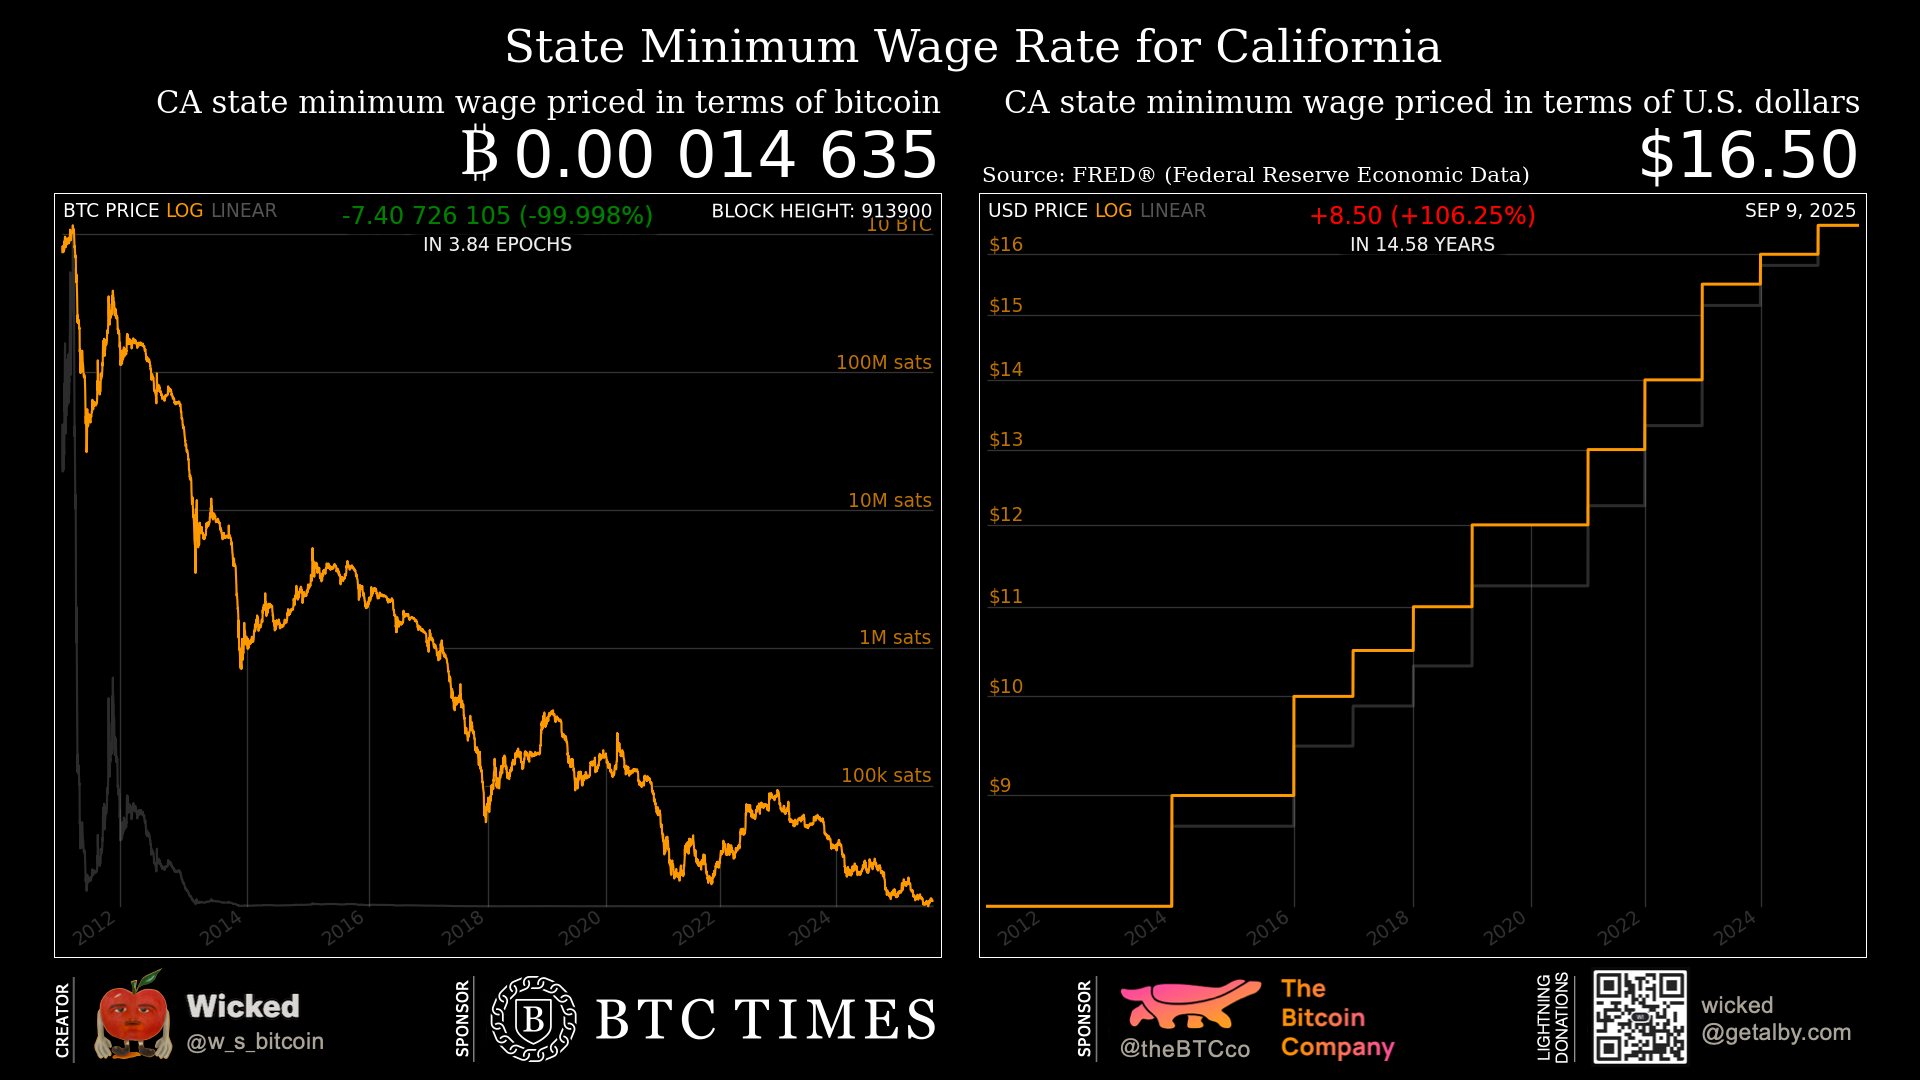 State Minimum Wage Rate for California
CA state minimum wage priced in terms of bitcoin
₿ 0.00 014 635
BTC PRICE LOG LINEAR
-7.40 726 105 (-99.998%)
IN 3.84 EPOCHS
BLOCK HEIGHT: 913900
10 BTC
100M sats
10M sats
1M sats
100k sats
2012
2014
2016
2018
2020
2022
2024
CA state minimum wage priced in terms of U.S. dollars
$16.50
Source: FRED® (Federal Reserve Economic Data)
USD PRICE LOG LINEAR
+8.50 (+106.25%)
IN 14.58 YEARS
SEP 9, 2025
$16
$15
$14
$13
$12
$11
$10
$9
2012
2014
2016
2018
2020
2022
2024
CREATOR
Wicked
@w_s_bitcoin
SPONSOR
B
BTC TIMES
SPONSOR
@theBTCco
The
Bitcoin
Company
LIGHTNING
DONATIONS
wicked
@getalby.com